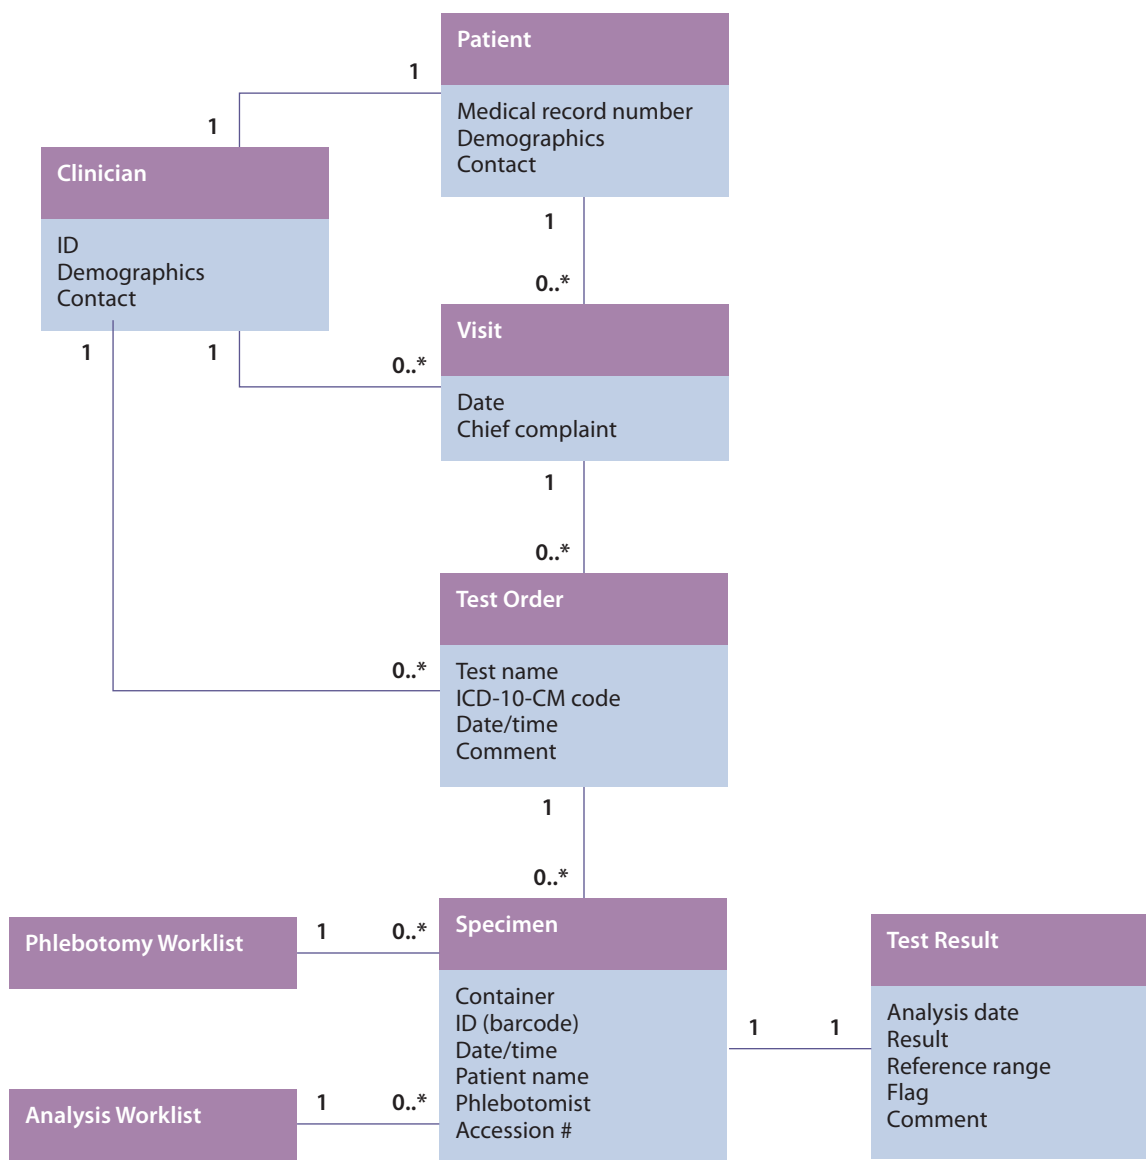 Patient
Medical record number
Demographics
Contact
1
1
Clinician
ID
Demographics
Contact
1
0..*
Visit
Date
Chief complaint
1
1
0..*
1
0..*
Test Order
Test name
ICD-10-CM code
Date/time
Comment
0..*
1
0..*
Specimen
Container
ID (barcode)
Date/time
Patient name
Phlebotomist
Accession #
Phlebotomy Worklist
1
0..*
Analysis Worklist
1
0..*
1
1
Test Result
Analysis date
Result
Reference range
Flag
Comment